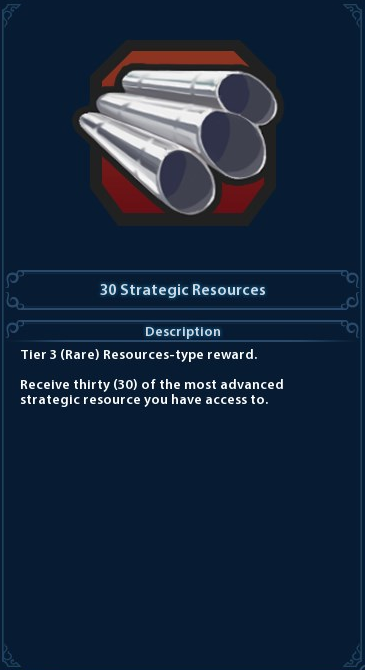 30 Strategic Resources
Description
Tier 3 (Rare) Resources-type reward.
Receive thirty (30) of the most advanced
strategic resource you have access to.